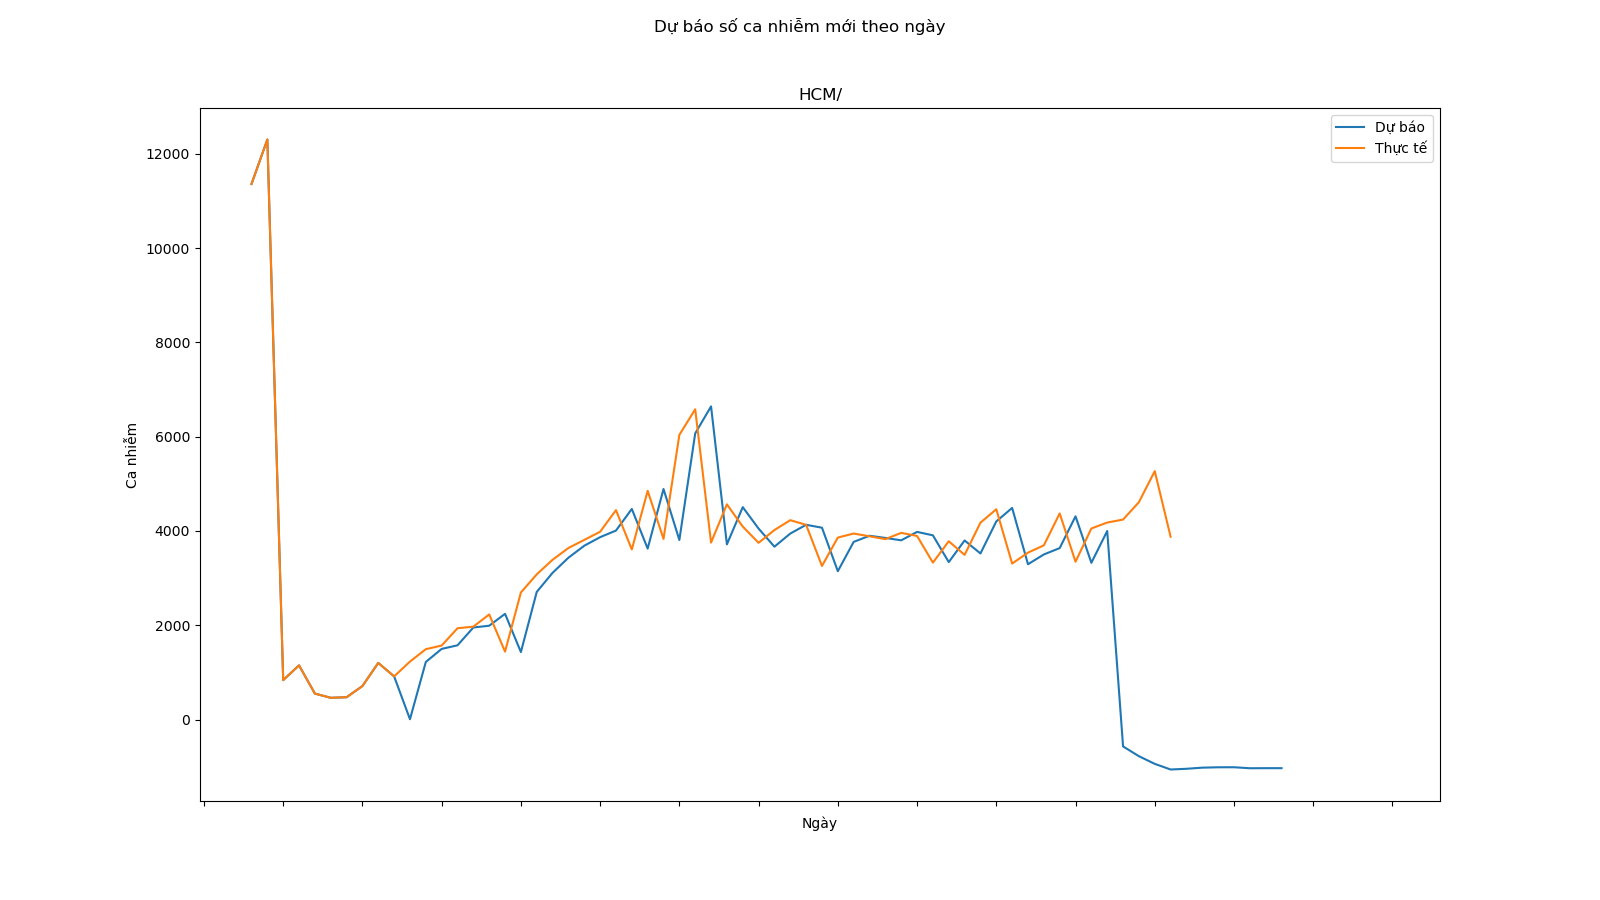 Dự báo số ca nhiễm mới theo ngày
HCM/
Dự báo
Thực tế
12000
10000
8000
6000
4000
2000
0
Ca nhiễm
Ngày